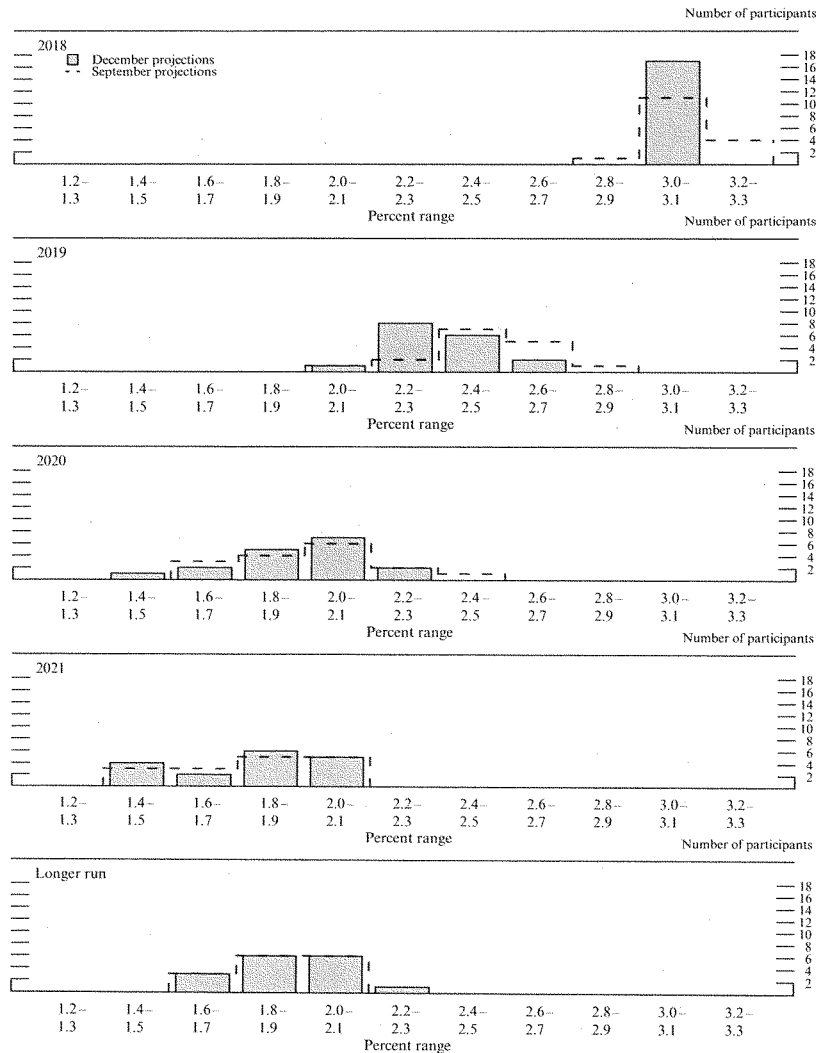 Number of participants
2018
December projections
September projections
18
16
14
12
10
8
6
4
2
1.2– 1.4– 1.6– 1.8– 2.0– 2.2– 2.4– 2.6– 2.8– 3.0– 3.2–
1.3 1.5 1.7 1.9 2.1 2.3 2.5 2.7 2.9 3.1 3.3
Percent range
Number of participants
2019
18
16
14
12
10
8
6
4
2
1.2– 1.4– 1.6– 1.8– 2.0– 2.2– 2.4– 2.6– 2.8– 3.0– 3.2–
1.3 1.5 1.7 1.9 2.1 2.3 2.5 2.7 2.9 3.1 3.3
Percent range
Number of participants
2020
18
16
14
12
10
8
6
4
2
1.2– 1.4– 1.6– 1.8– 2.0– 2.2– 2.4– 2.6– 2.8– 3.0– 3.2–
1.3 1.5 1.7 1.9 2.1 2.3 2.5 2.7 2.9 3.1 3.3
Percent range
Number of participants
2021
18
16
14
12
10
8
6
4
2
1.2– 1.4– 1.6– 1.8– 2.0– 2.2– 2.4– 2.6– 2.8– 3.0– 3.2–
1.3 1.5 1.7 1.9 2.1 2.3 2.5 2.7 2.9 3.1 3.3
Percent range
Number of participants
Longer run
18
16
14
12
10
8
6
4
2
1.2– 1.4– 1.6– 1.8– 2.0– 2.2– 2.4– 2.6– 2.8– 3.0– 3.2–
1.3 1.5 1.7 1.9 2.1 2.3 2.5 2.7 2.9 3.1 3.3
Percent range